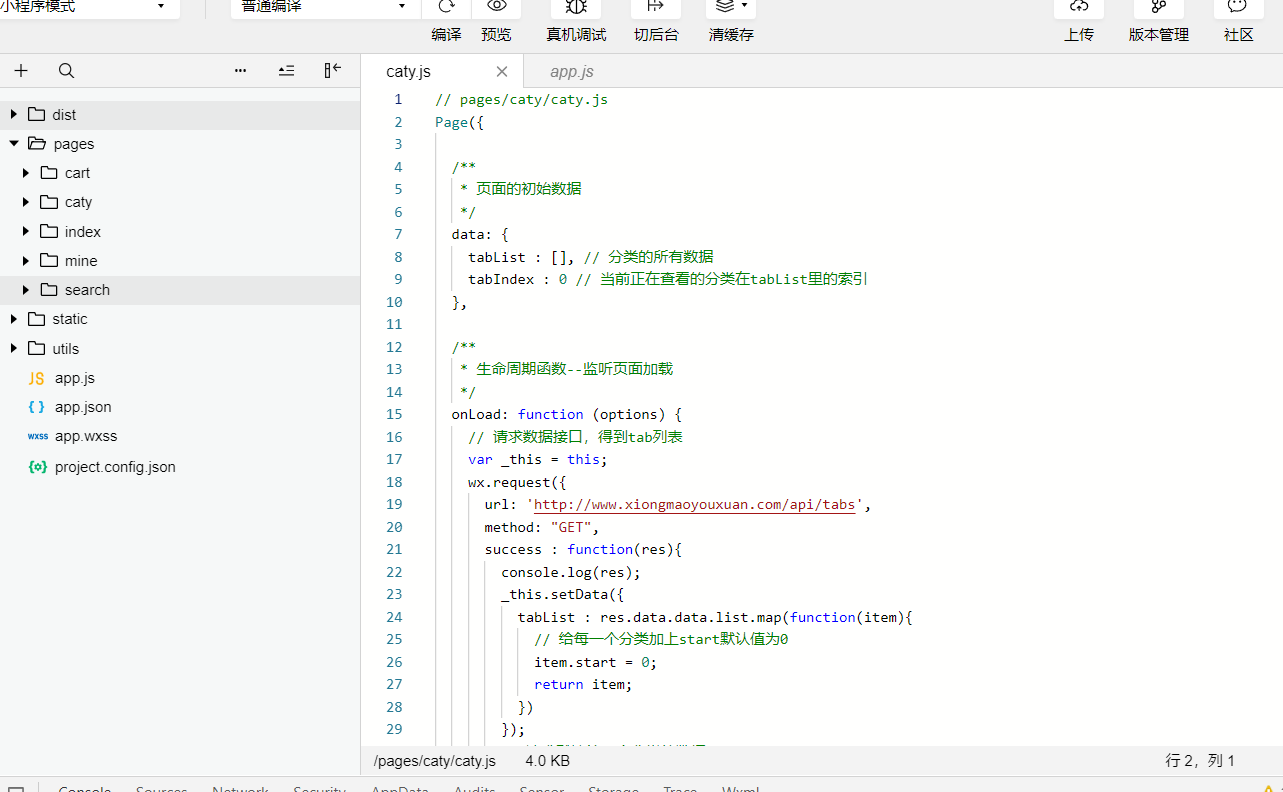 小程序模式
普通编译
编译
预览
真机调试
切后台
清缓存
上传
版本管理
社区
caty.js
app.js
dist
pages
cart
caty
index
mine
search
static
utils
JS app.js
{ } app.json
wxss app.wxss
project.config.json
1 // pages/caty/caty.js
2 Page({
3
4 /**
5 * 页面的初始数据
6 */
7 data: {
8 tabList : [], // 分类的所有数据
9 tabIndex : 0 // 当前正在查看的分类在tabList里的索引
10 },
11
12 /**
13 * 生命周期函数--监听页面加载
14 */
15 onLoad: function (options) {
16 // 请求数据接口，得到tab列表
17 var _this = this;
18 wx.request({
19 url: 'http://www.xiongmaoyouxuan.com/api/tabs',
20 method: "GET",
21 success : function(res){
22 console.log(res);
23 _this.setData({
24 tabList : res.data.data.list.map(function(item){
25 // 给每一个分类加上start默认值为0
26 item.start = 0;
27 return item;
28 })
29 });
/pages/caty/caty.js 4.0 KB 行 2，列 1
Console Sources Network Security AppData Audits Sensor Storage Trace Wxml